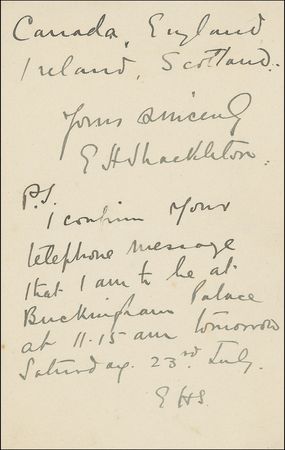 Canada, England
Ireland, Scotland.
Yours sincerely
E H Shackleton.
P.S.
I confirm your
telephone message
that I am to be at
Buckingham Palace
at 11.15 am tomorrow
Saturday. 23rd July.
EHS.